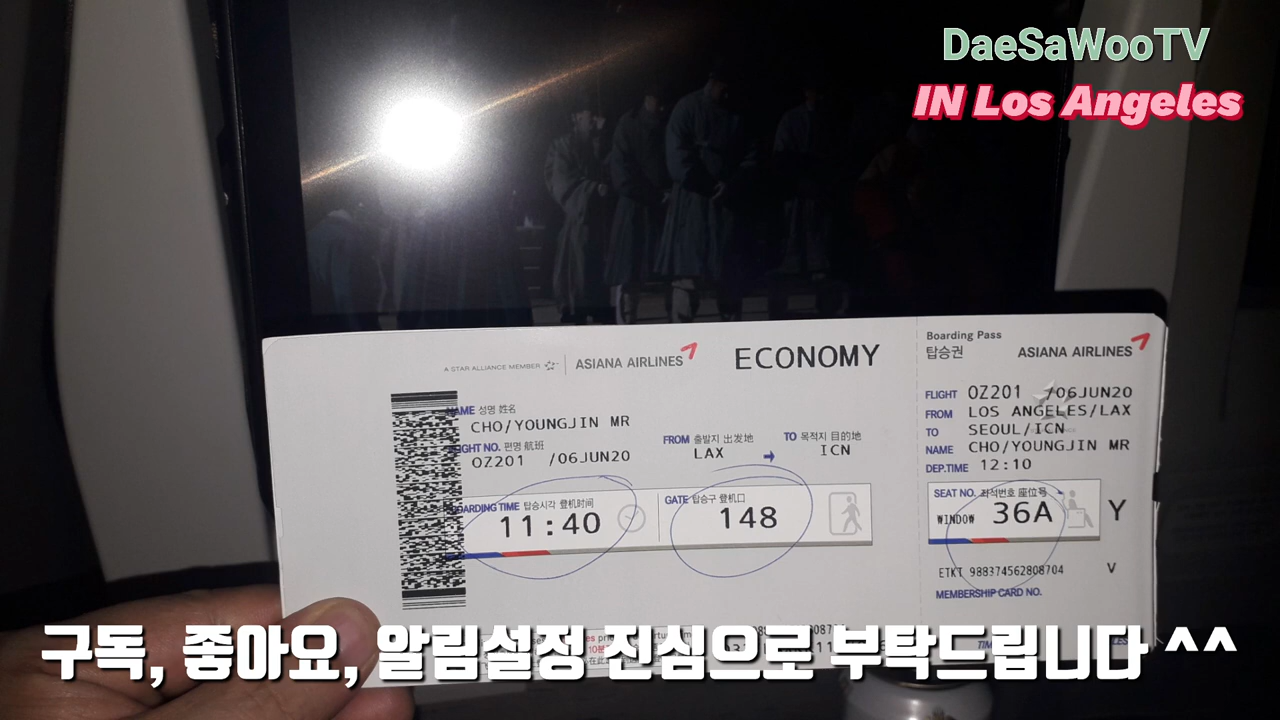 DaeSaWooTV
IN Los Angeles
A STAR ALLIANCE MEMBER
ASIANA AIRLINES
ECONOMY
NAME 성명 姓名
CHO/YOUNGJIN MR
편명 航班
OZ201 /06JUN20
FROM 출발지 出发地
LAX
TO 목적지 目的地
ICN
BOARDING TIME 탑승시각 登机时间
11:40
GATE 탑승구 登机口
148
Boarding Pass
탑승권
ASIANA AIRLINES
FLIGHT OZ201 /06JUN20
FROM LOS ANGELES/LAX
TO SEOUL/ICN
NAME CHO/YOUNGJIN MR
DEP.TIME 12:10
SEAT NO. 좌석번호 座位号
₩INDO₩ 36A
Y
ETKT 988374562808704 V
MEMBERSHIP CARD NO.
구독, 좋아요, 알림설정 진심으로 부탁드립니다 ^^